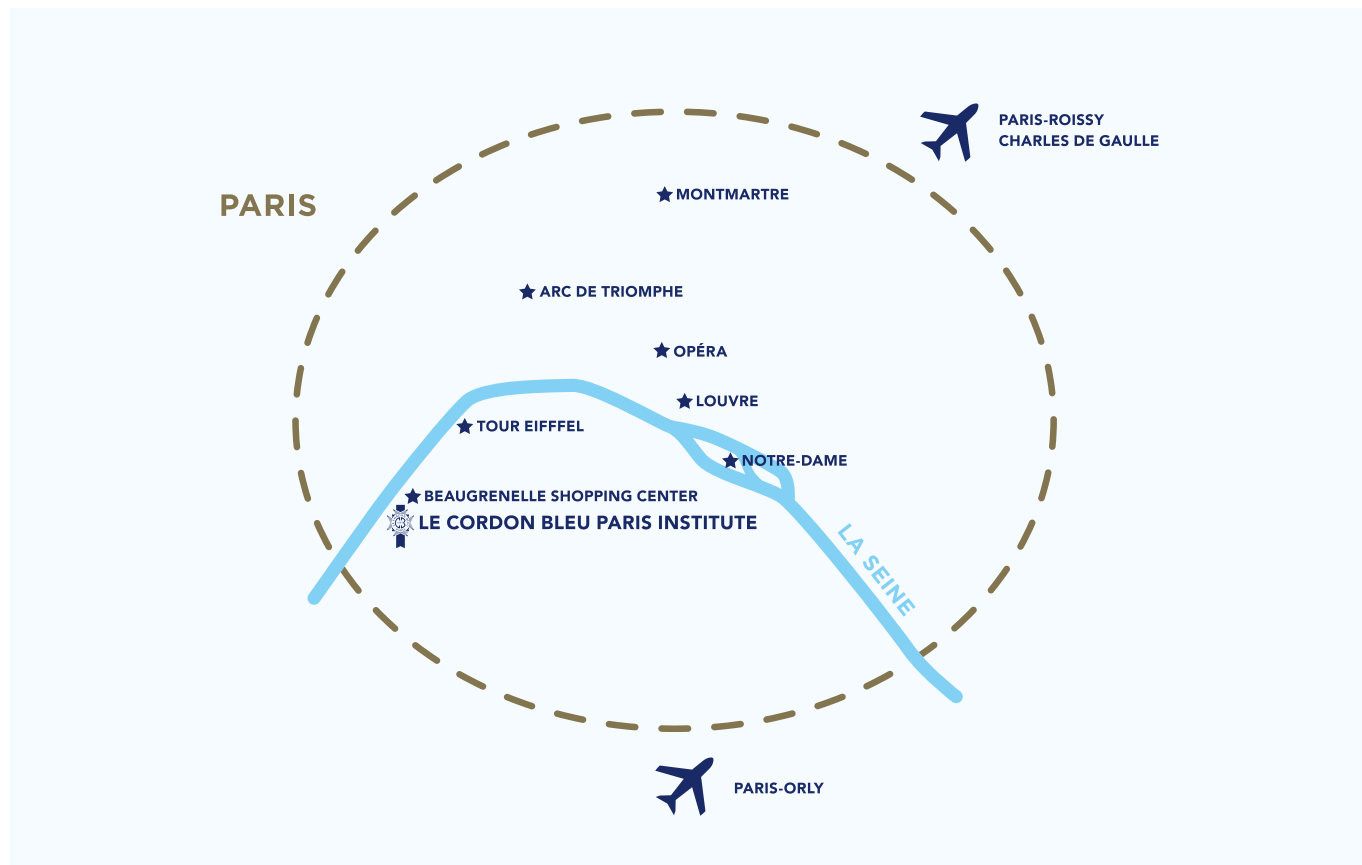 PARIS-ROISSY
CHARLES DE GAULLE
PARIS
MONTMARTRE
ARC DE TRIOMPHE
OPÉRA
LOUVRE
TOUR EIFFFEL
NOTRE-DAME
BEAUGRENELLE SHOPPING CENTER
LE CORDON BLEU PARIS INSTITUTE
LA SEINE
PARIS-ORLY